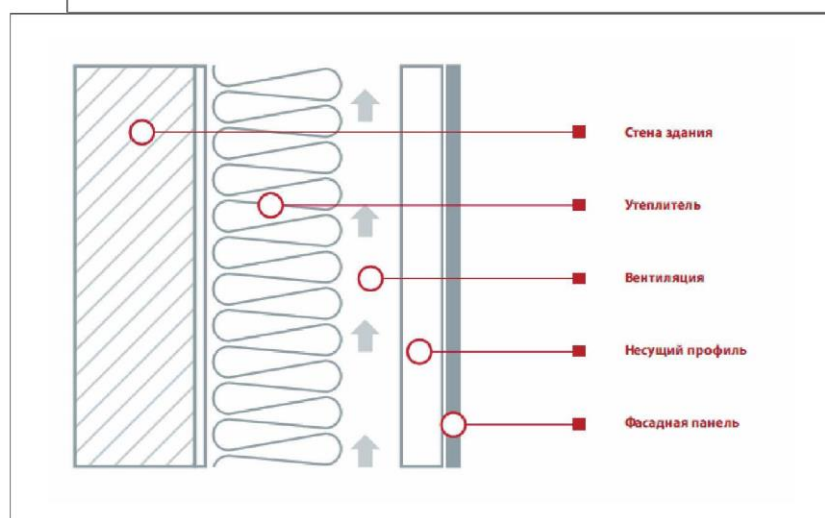 Стена здания
Утеплитель
Вентиляция
Несущий профиль
Фасадная панель